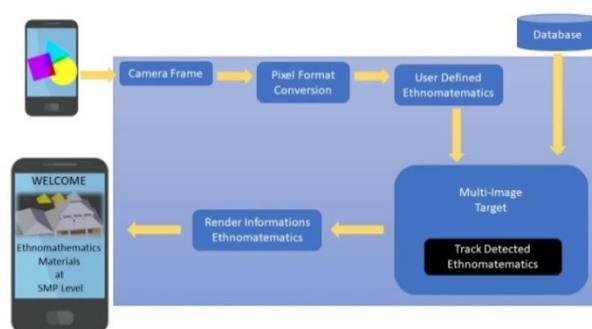 Database
Camera Frame
Pixel Format
Conversion
User Defined
Ethnomatematics
Multi-Image
Target
Track Detected
Ethnomatematics
Render Informations
Ethnomatematics
WELCOME
Ethnomathematics
Materials
at
SMP Level